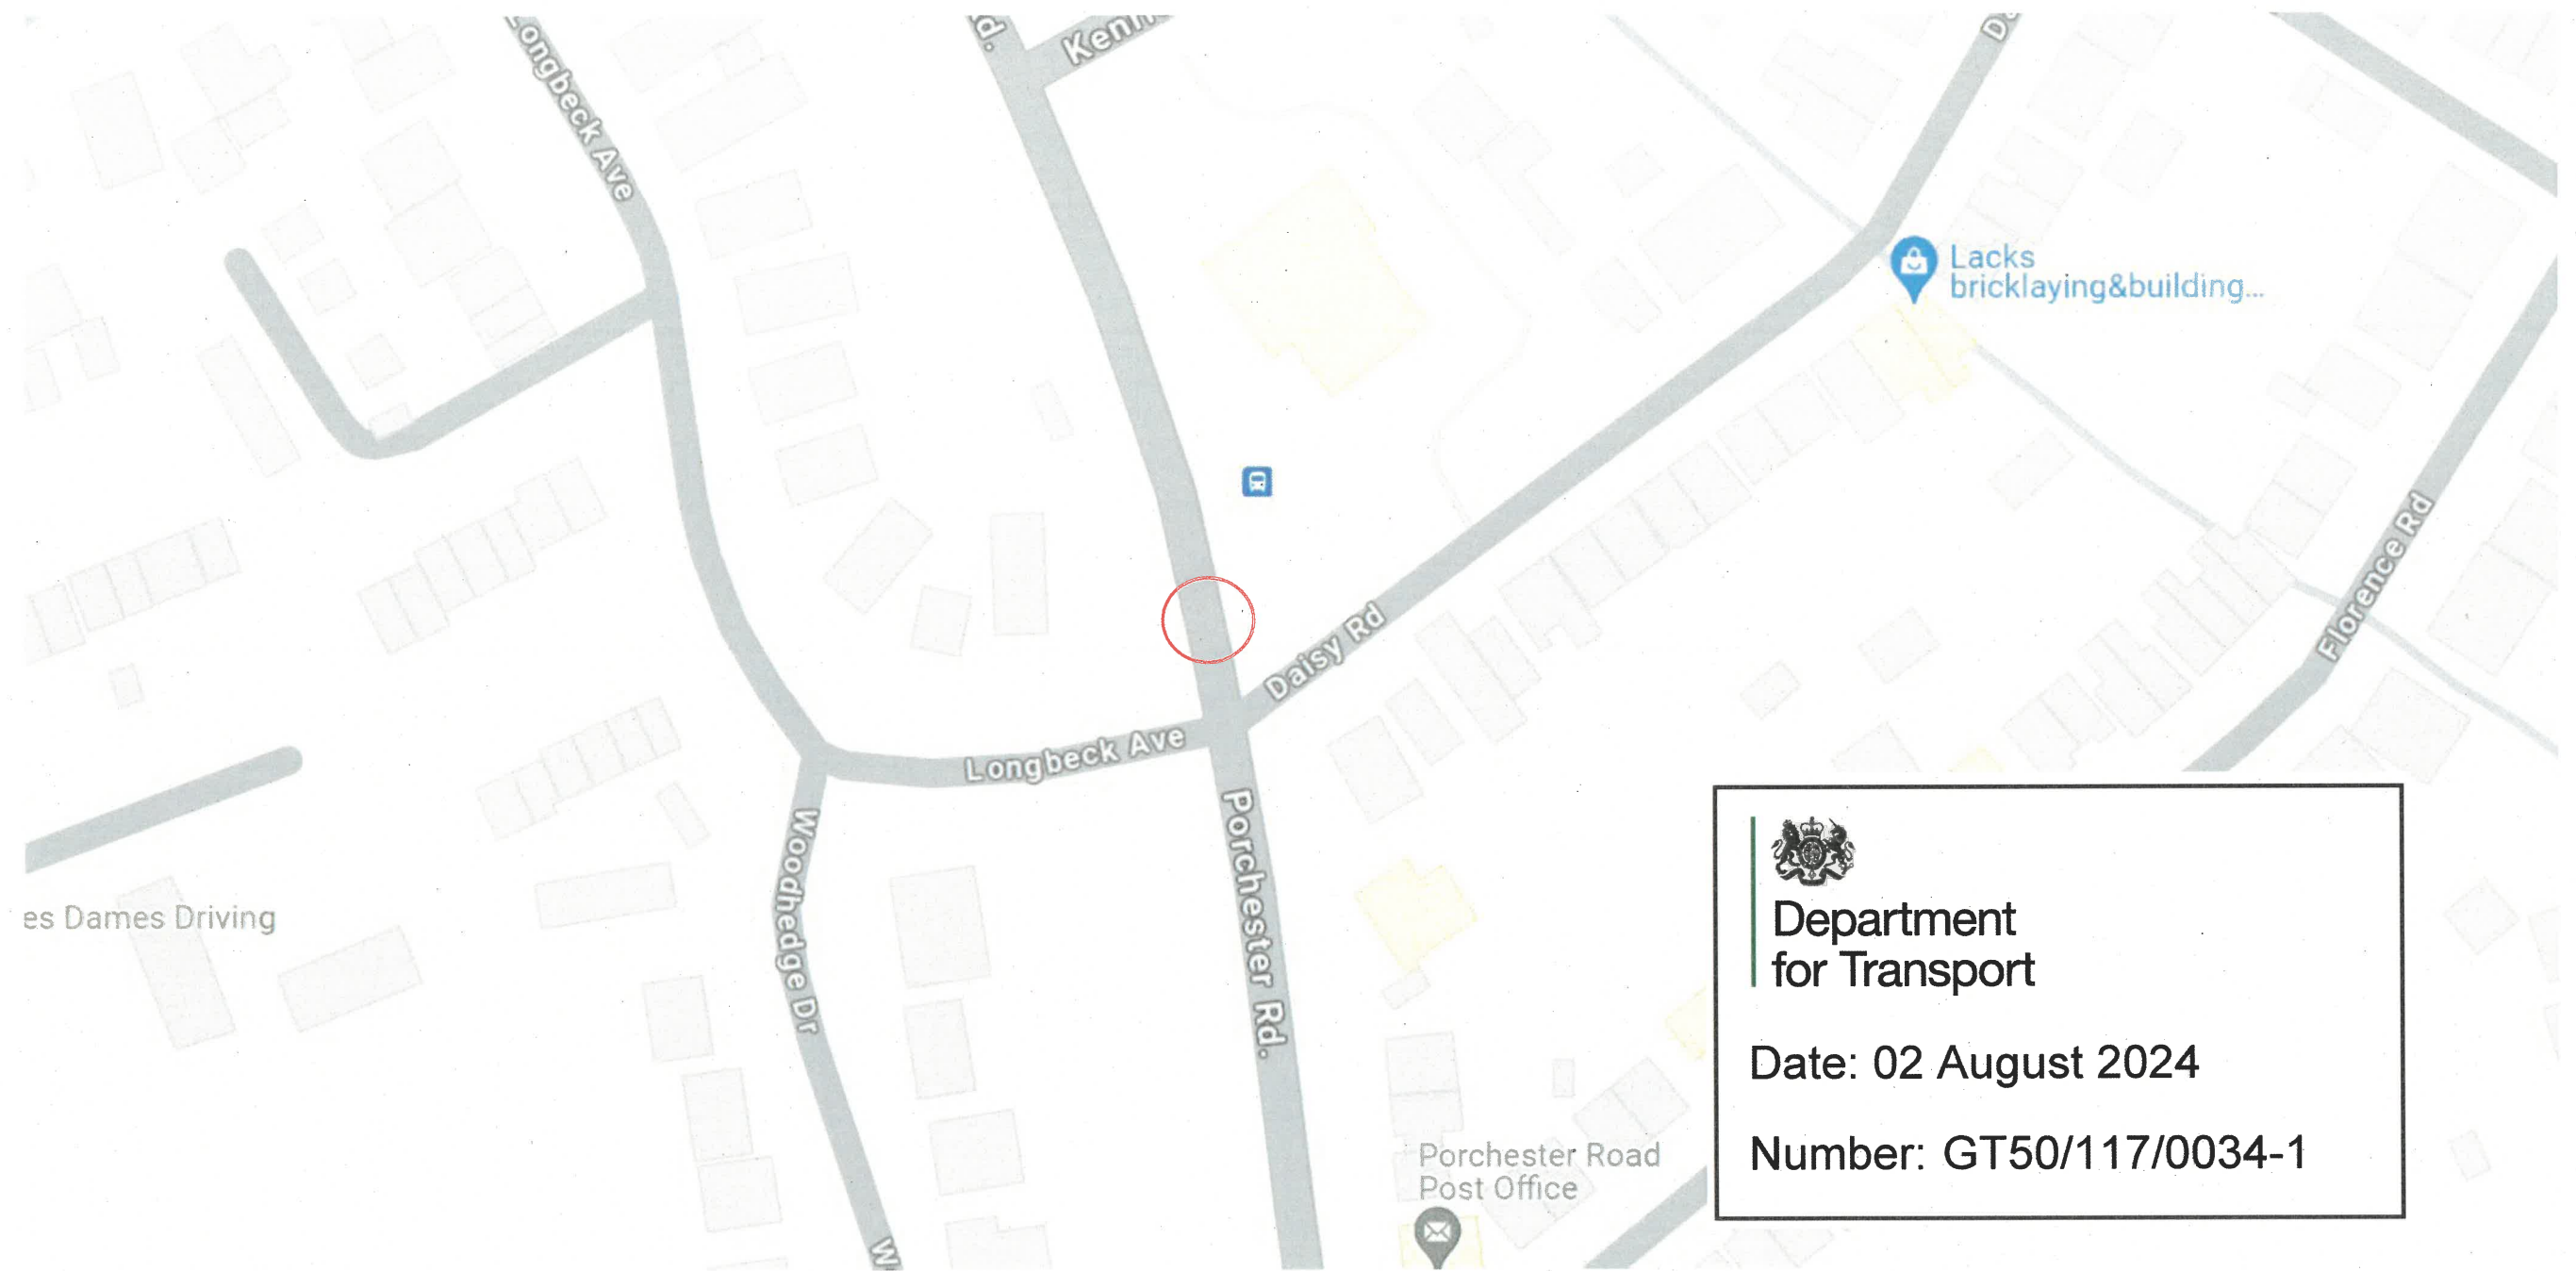 Longbeck Ave
Rd.
Lacks
bricklaying&building...
Florence Rd
Daisy Rd
Longbeck Ave
Porchester Rd.
Woodhedge Dr
es Dames Driving
Department
for Transport
Date: 02 August 2024
Number: GT50/117/0034-1
Porchester Road
Post Office